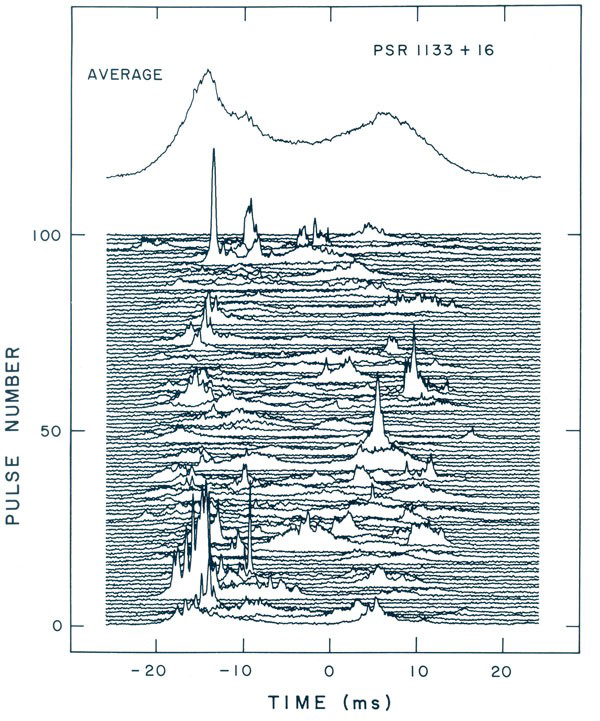 PSR 1133 + 16
AVERAGE
100
50
0
PULSE NUMBER
-20 -10 0 10 20
TIME (ms)